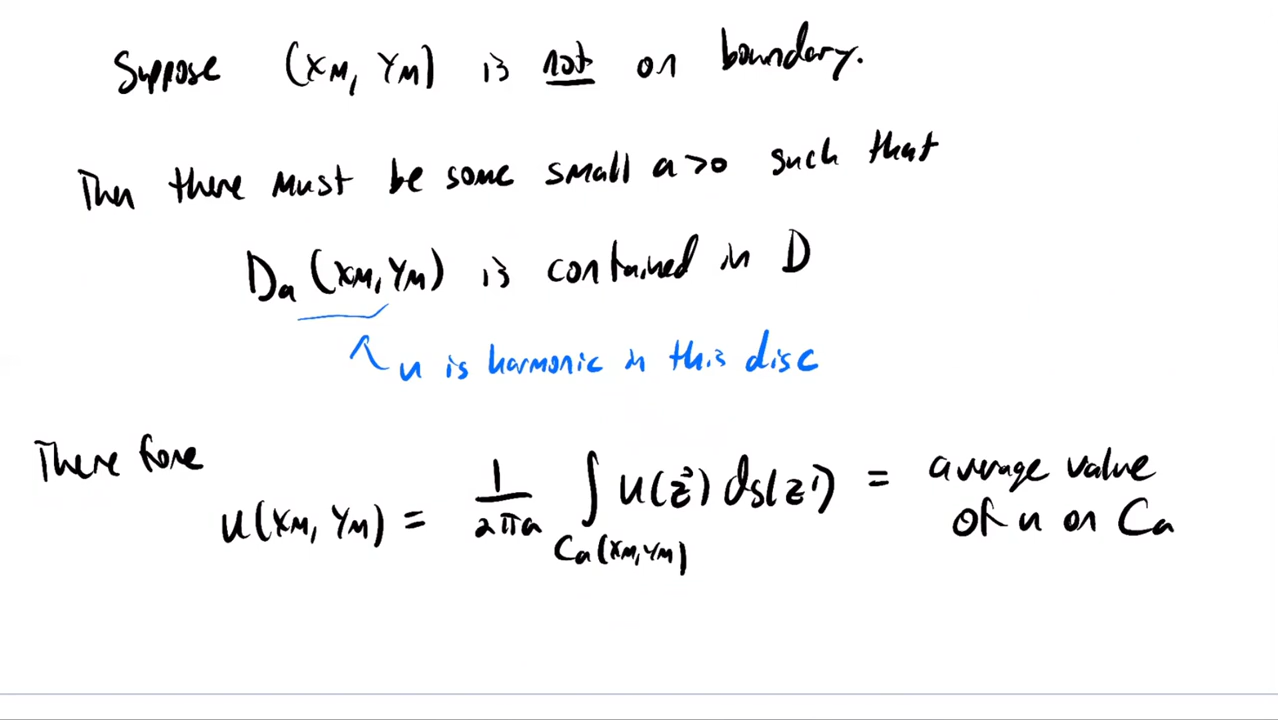 Suppose (xM, yM) is not on boundary.
Then there must be some small a>0 such that
Da (xM, yM) is contained in D
u is harmonic in this disc
Therefore
u(xM, yM) = 1/2πa ∫Ca(xM, yM) u(z') ds(z') = average value of u on Ca